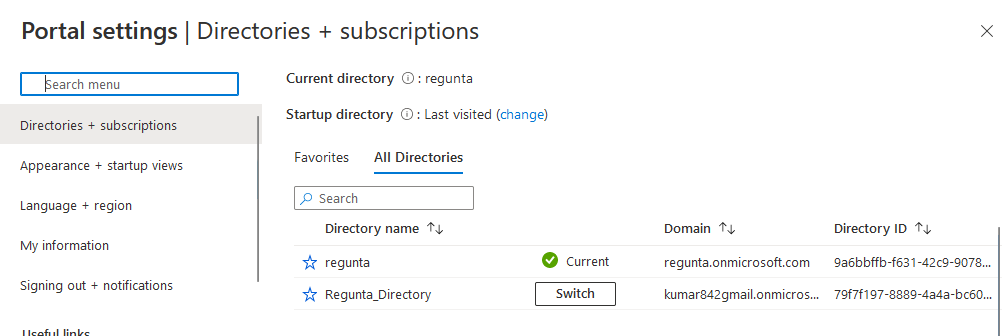 Portal settings | Directories + subscriptions
Search menu
Directories + subscriptions
Appearance + startup views
Language + region
My information
Signing out + notifications
Useful links
Current directory : regunta
Startup directory : Last visited (change)
Favorites All Directories
Search
Directory name Domain Directory ID
regunta Current regunta.onmicrosoft.com 9a6bbffb-f631-42c9-9078...
Regunta_Directory Switch kumar842gmail.onmicros... 79f7f197-8889-4a4a-bc60...